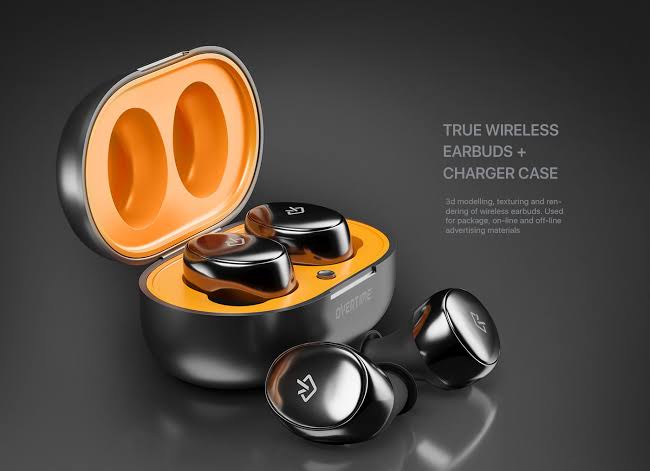 TRUE WIRELESS
EARBUDS +
CHARGER CASE
3d modelling, texturing and ren-
dering of wireless earbuds. Used
for package, on-line and off-line
advertising materials
OVERTIME